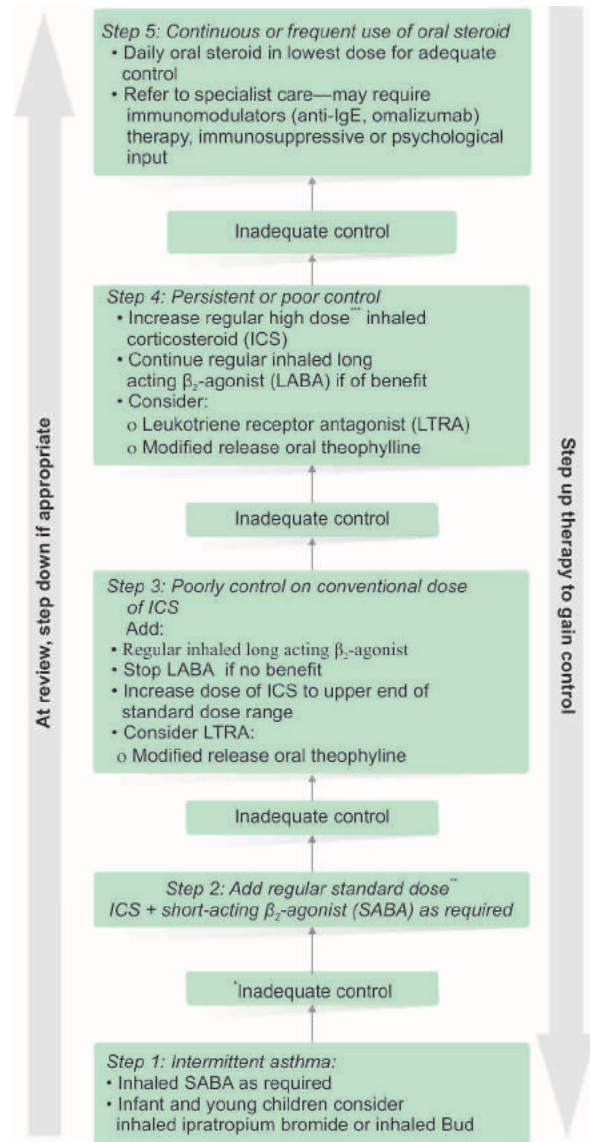 Step 5: Continuous or frequent use of oral steroid
• Daily oral steroid in lowest dose for adequate
control
• Refer to specialist care—may require
immunomodulators (anti-IgE, omalizumab)
therapy, immunosuppressive or psychological
input
Inadequate control
Step 4: Persistent or poor control
• Increase regular high dose*** inhaled
corticosteroid (ICS)
• Continue regular inhaled long
acting β₂-agonist (LABA) if of benefit
• Consider:
o Leukotriene receptor antagonist (LTRA)
o Modified release oral theophylline
Inadequate control
Step 3: Poorly control on conventional dose
of ICS
Add:
• Regular inhaled long acting β₂-agonist
• Stop LABA if no benefit
• Increase dose of ICS to upper end of
standard dose range
• Consider LTRA:
o Modified release oral theophyline
Inadequate control
Step 2: Add regular standard dose**
ICS + short-acting β₂-agonist (SABA) as required
*Inadequate control
Step 1: Intermittent asthma:
• Inhaled SABA as required
• Infant and young children consider
inhaled ipratropium bromide or inhaled Bud
At review, step down if appropriate
Step up therapy to gain control